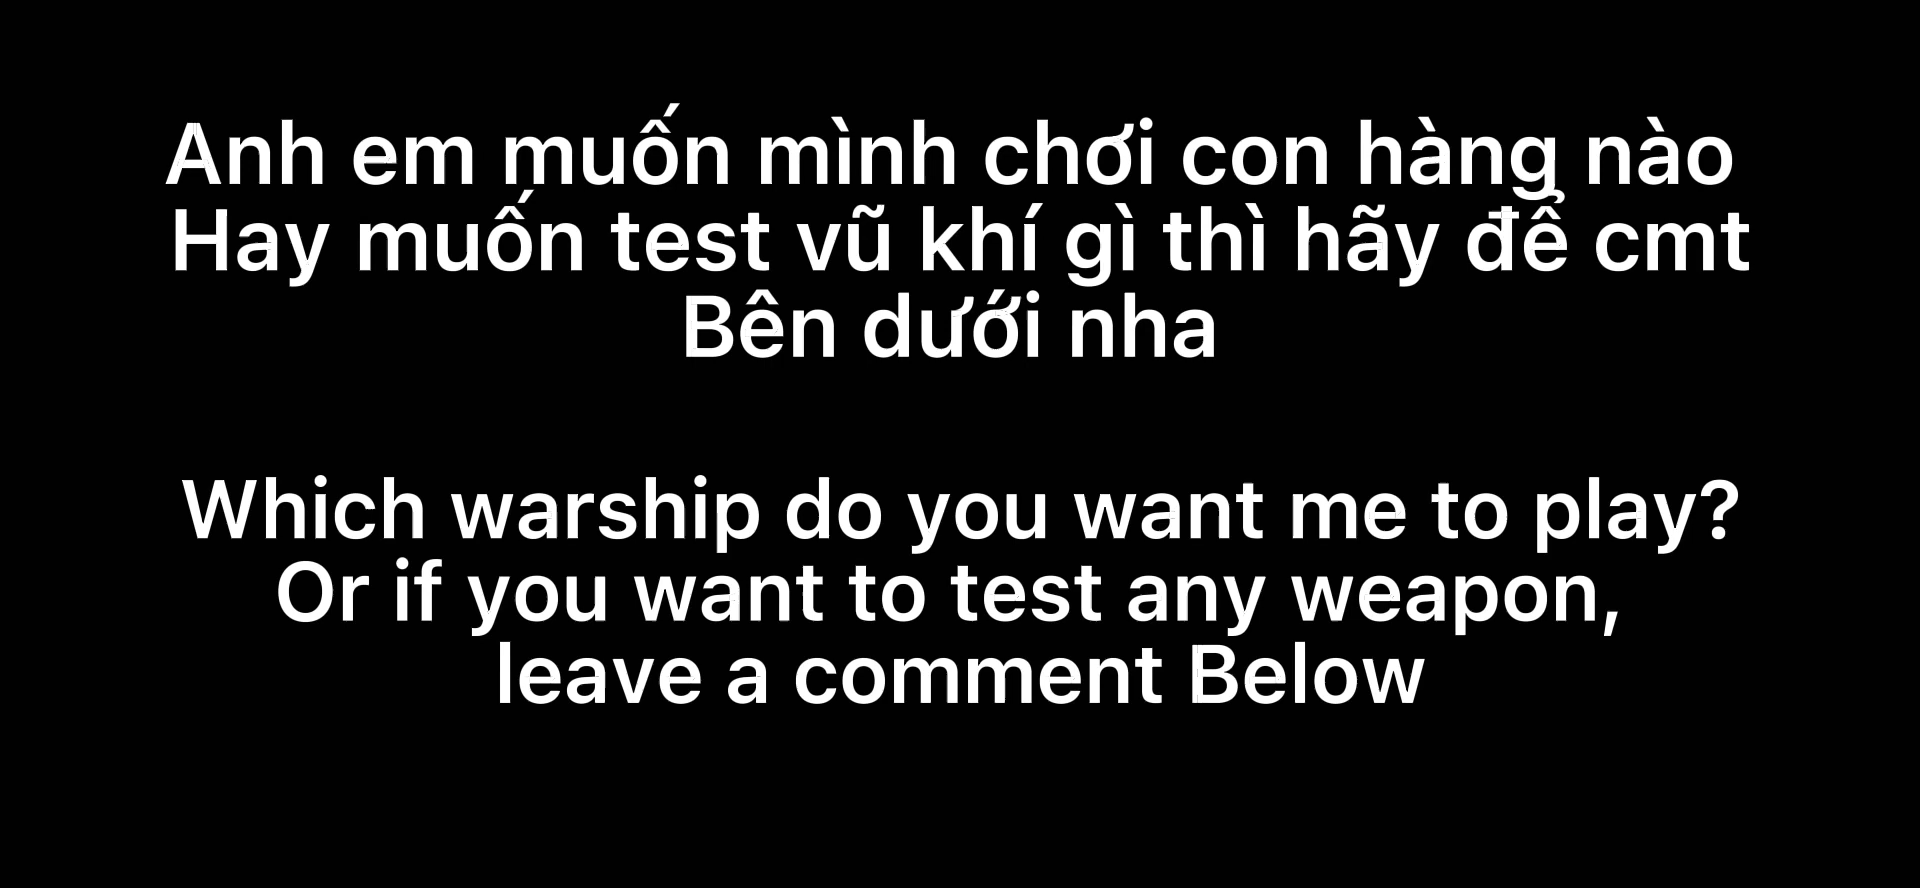 Anh em muốn mình chơi con hàng nào
Hay muốn test vũ khí gì thì hãy để cmt
Bên dưới nha
Which warship do you want me to play?
Or if you want to test any weapon,
leave a comment Below